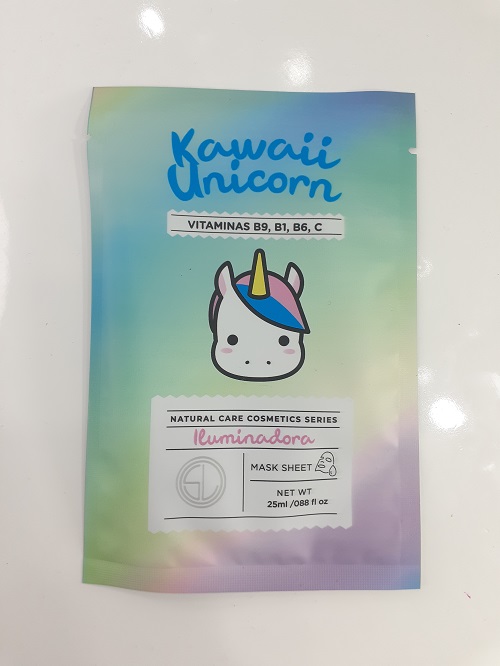 Kawaii
Unicorn
VITAMINAS B9, B1, B6, C
NATURAL CARE COSMETICS SERIES
Iluminadora
MASK SHEET
NET WT
25ml /088 fl oz